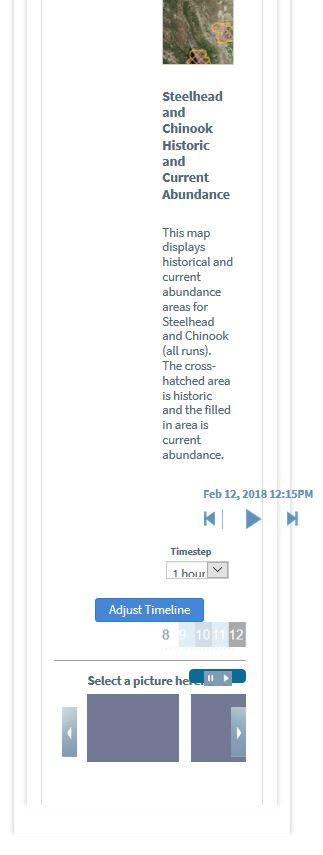 Steelhead
and
Chinook
Historic
and
Current
Abundance
This map
displays
historical and
current
abundance
areas for
Steelhead
and Chinook
(all runs).
The cross-
hatched area
is historic
and the filled
in area is
current
abundance.
Feb 12, 2018 12:15PM
Timestep
1 hour
Adjust Timeline
8 9 10 11 12
Select a picture here